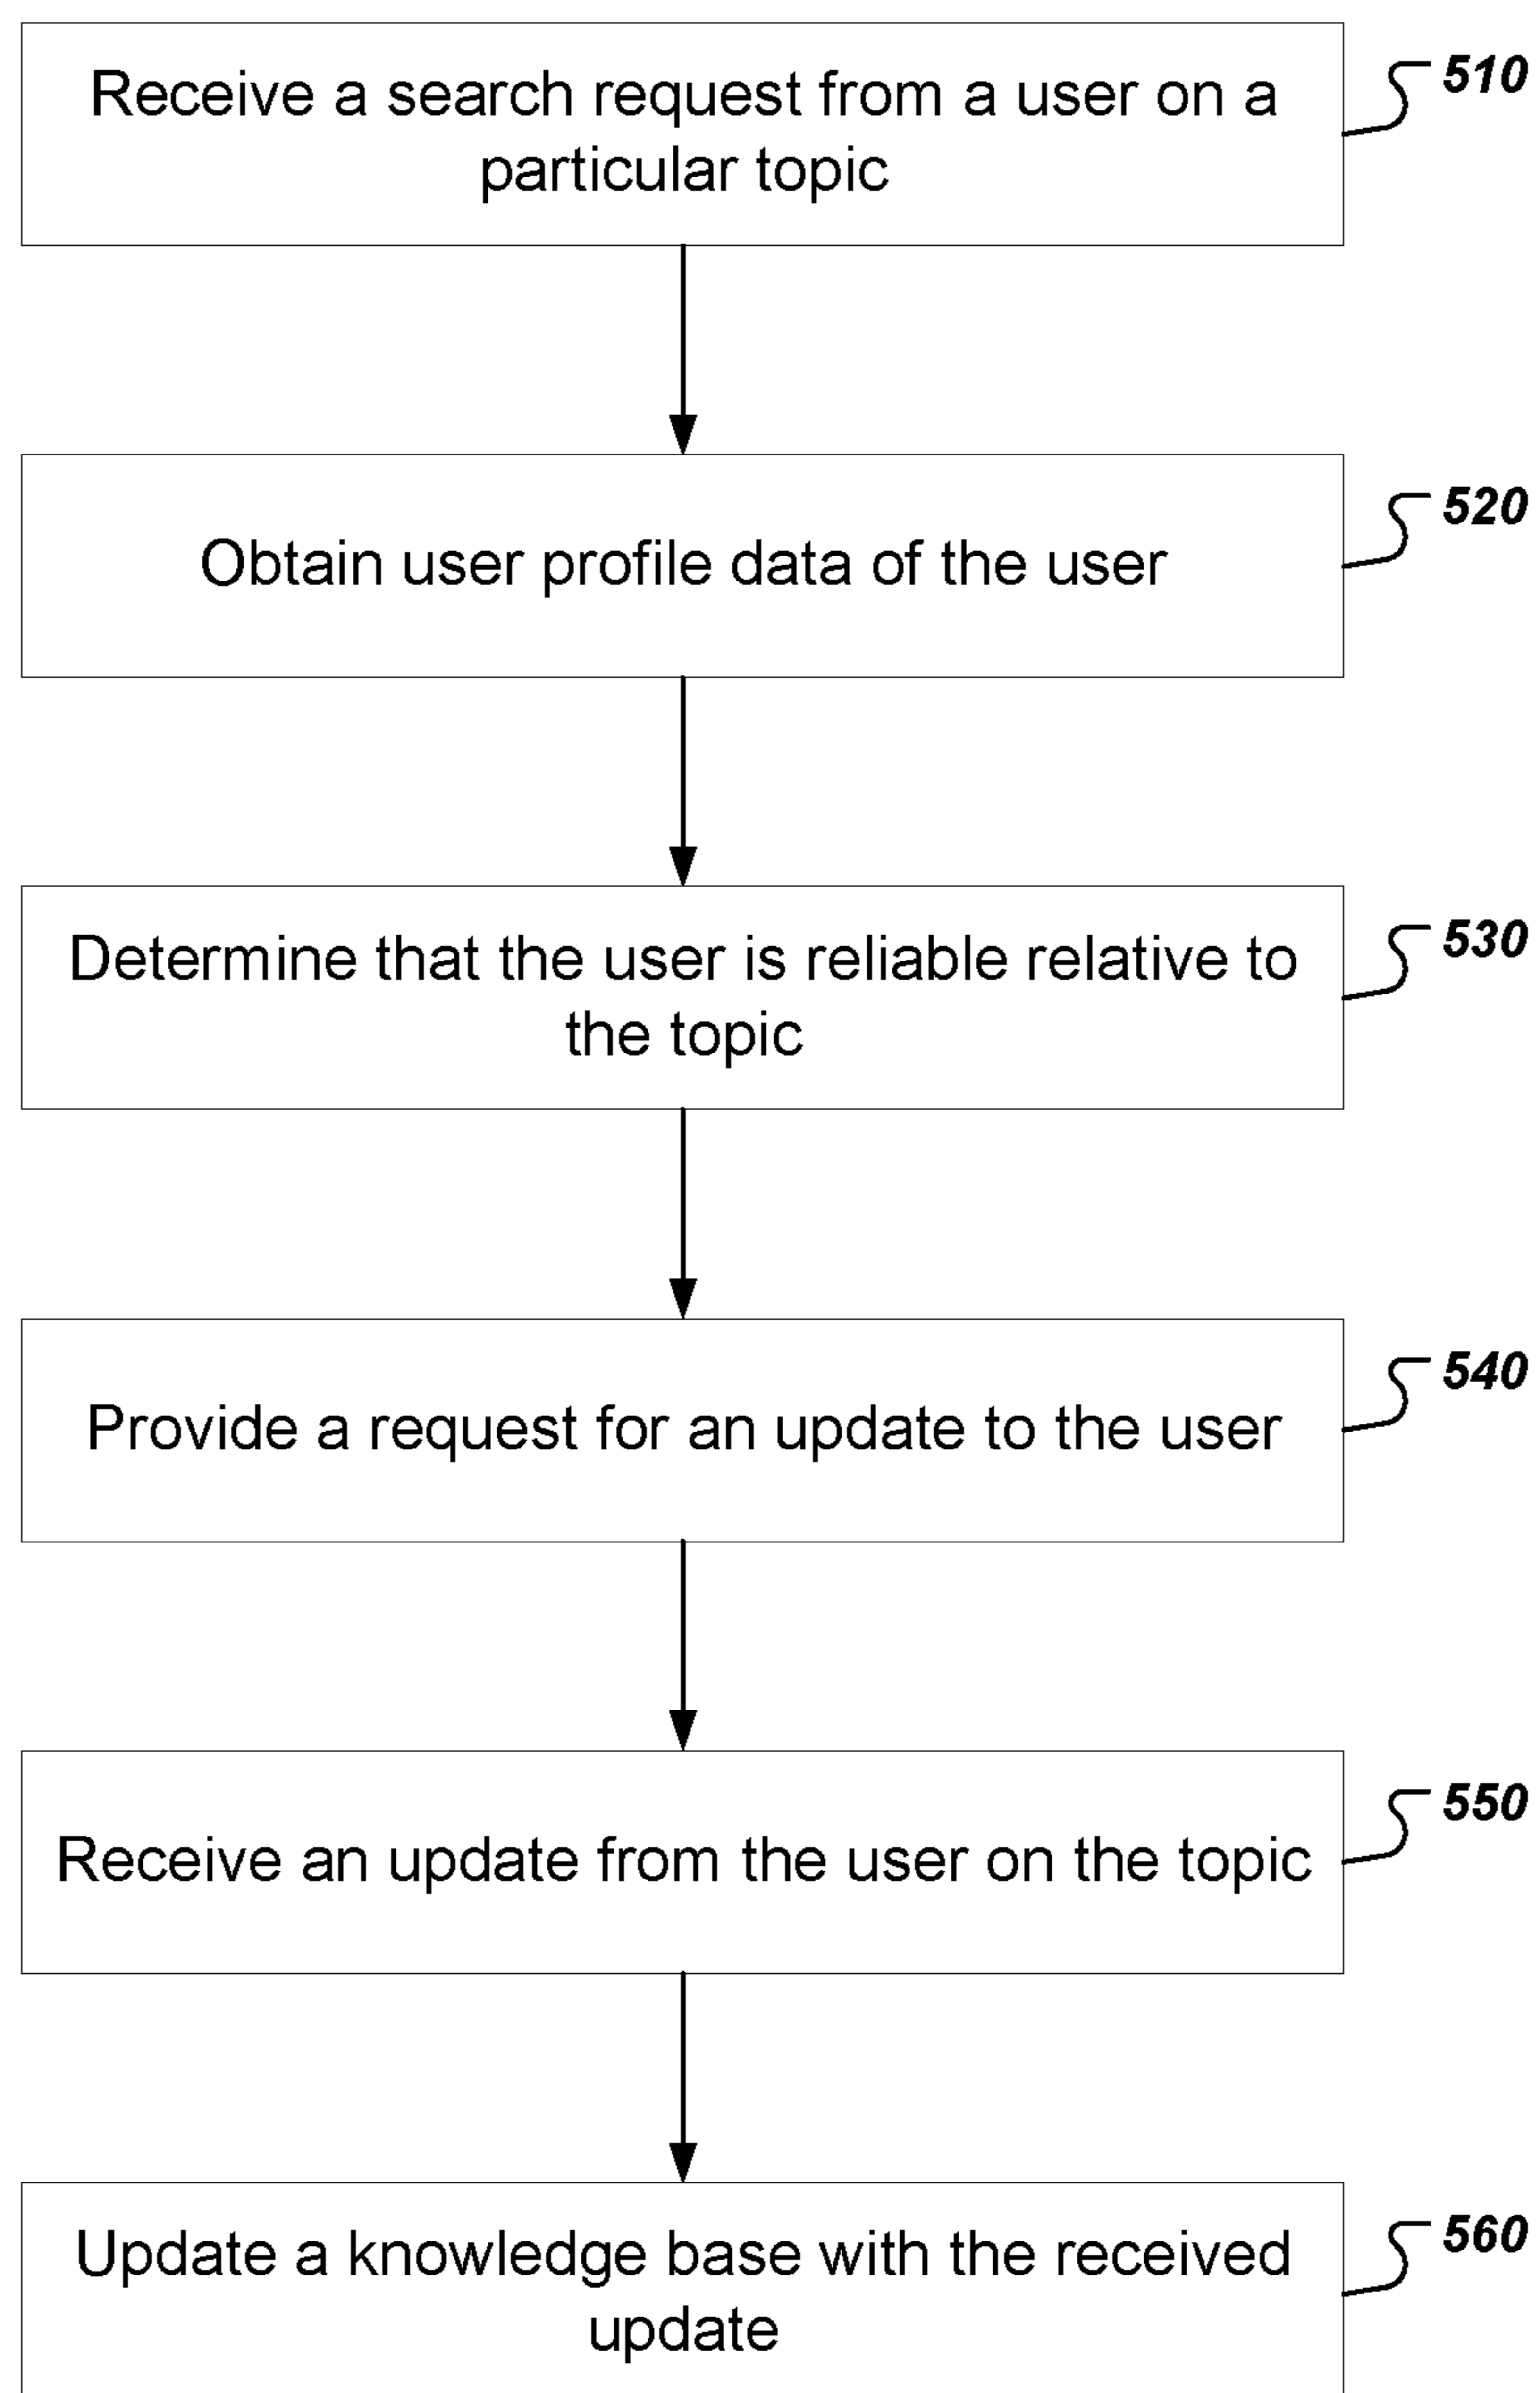 Receive a search request from a user on a
particular topic
510
Obtain user profile data of the user
520
Determine that the user is reliable relative to
the topic
530
Provide a request for an update to the user
540
Receive an update from the user on the topic
550
Update a knowledge base with the received
update
560